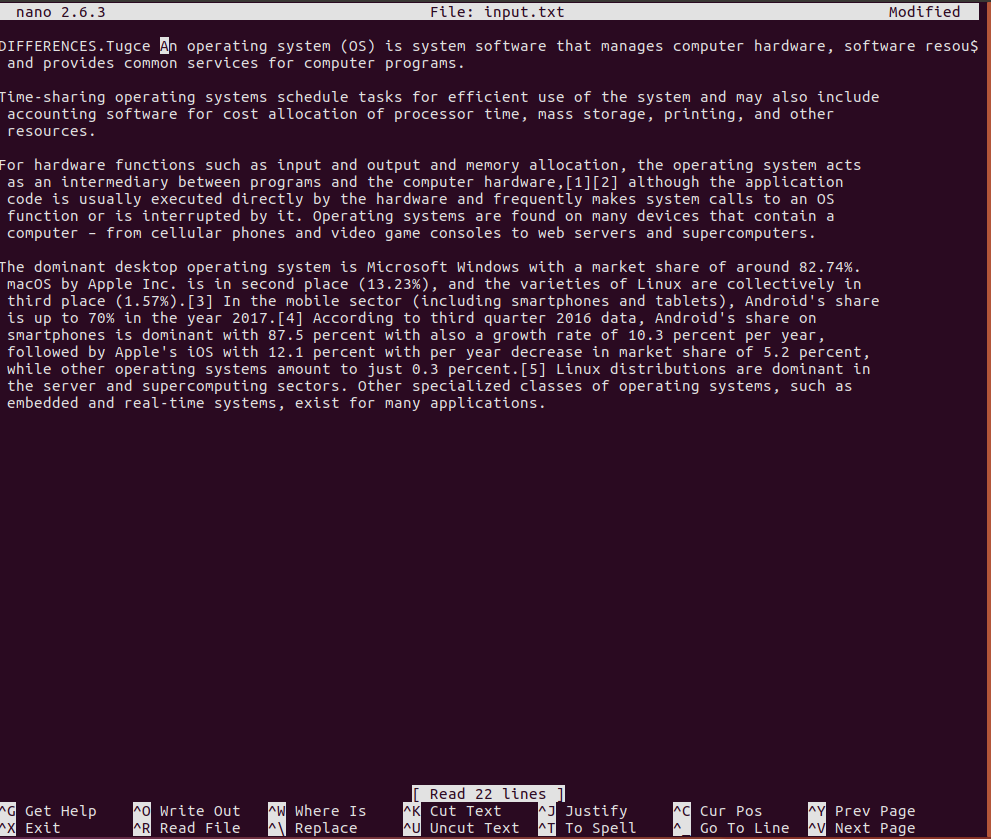 nano 2.6.3 File: input.txt Modified
DIFFERENCES.Tugce An operating system (OS) is system software that manages computer hardware, software resou$
and provides common services for computer programs.
Time-sharing operating systems schedule tasks for efficient use of the system and may also include
accounting software for cost allocation of processor time, mass storage, printing, and other
resources.
For hardware functions such as input and output and memory allocation, the operating system acts
as an intermediary between programs and the computer hardware,[1][2] although the application
code is usually executed directly by the hardware and frequently makes system calls to an OS
function or is interrupted by it. Operating systems are found on many devices that contain a
computer – from cellular phones and video game consoles to web servers and supercomputers.
The dominant desktop operating system is Microsoft Windows with a market share of around 82.74%.
macOS by Apple Inc. is in second place (13.23%), and the varieties of Linux are collectively in
third place (1.57%).[3] In the mobile sector (including smartphones and tablets), Android's share
is up to 70% in the year 2017.[4] According to third quarter 2016 data, Android's share on
smartphones is dominant with 87.5 percent with also a growth rate of 10.3 percent per year,
followed by Apple's iOS with 12.1 percent with per year decrease in market share of 5.2 percent,
while other operating systems amount to just 0.3 percent.[5] Linux distributions are dominant in
the server and supercomputing sectors. Other specialized classes of operating systems, such as
embedded and real-time systems, exist for many applications.
[ Read 22 lines ]
^G Get Help ^O Write Out ^W Where Is ^K Cut Text ^J Justify ^C Cur Pos ^Y Prev Page
^X Exit ^R Read File ^\ Replace ^U Uncut Text ^T To Spell ^_ Go To Line ^V Next Page